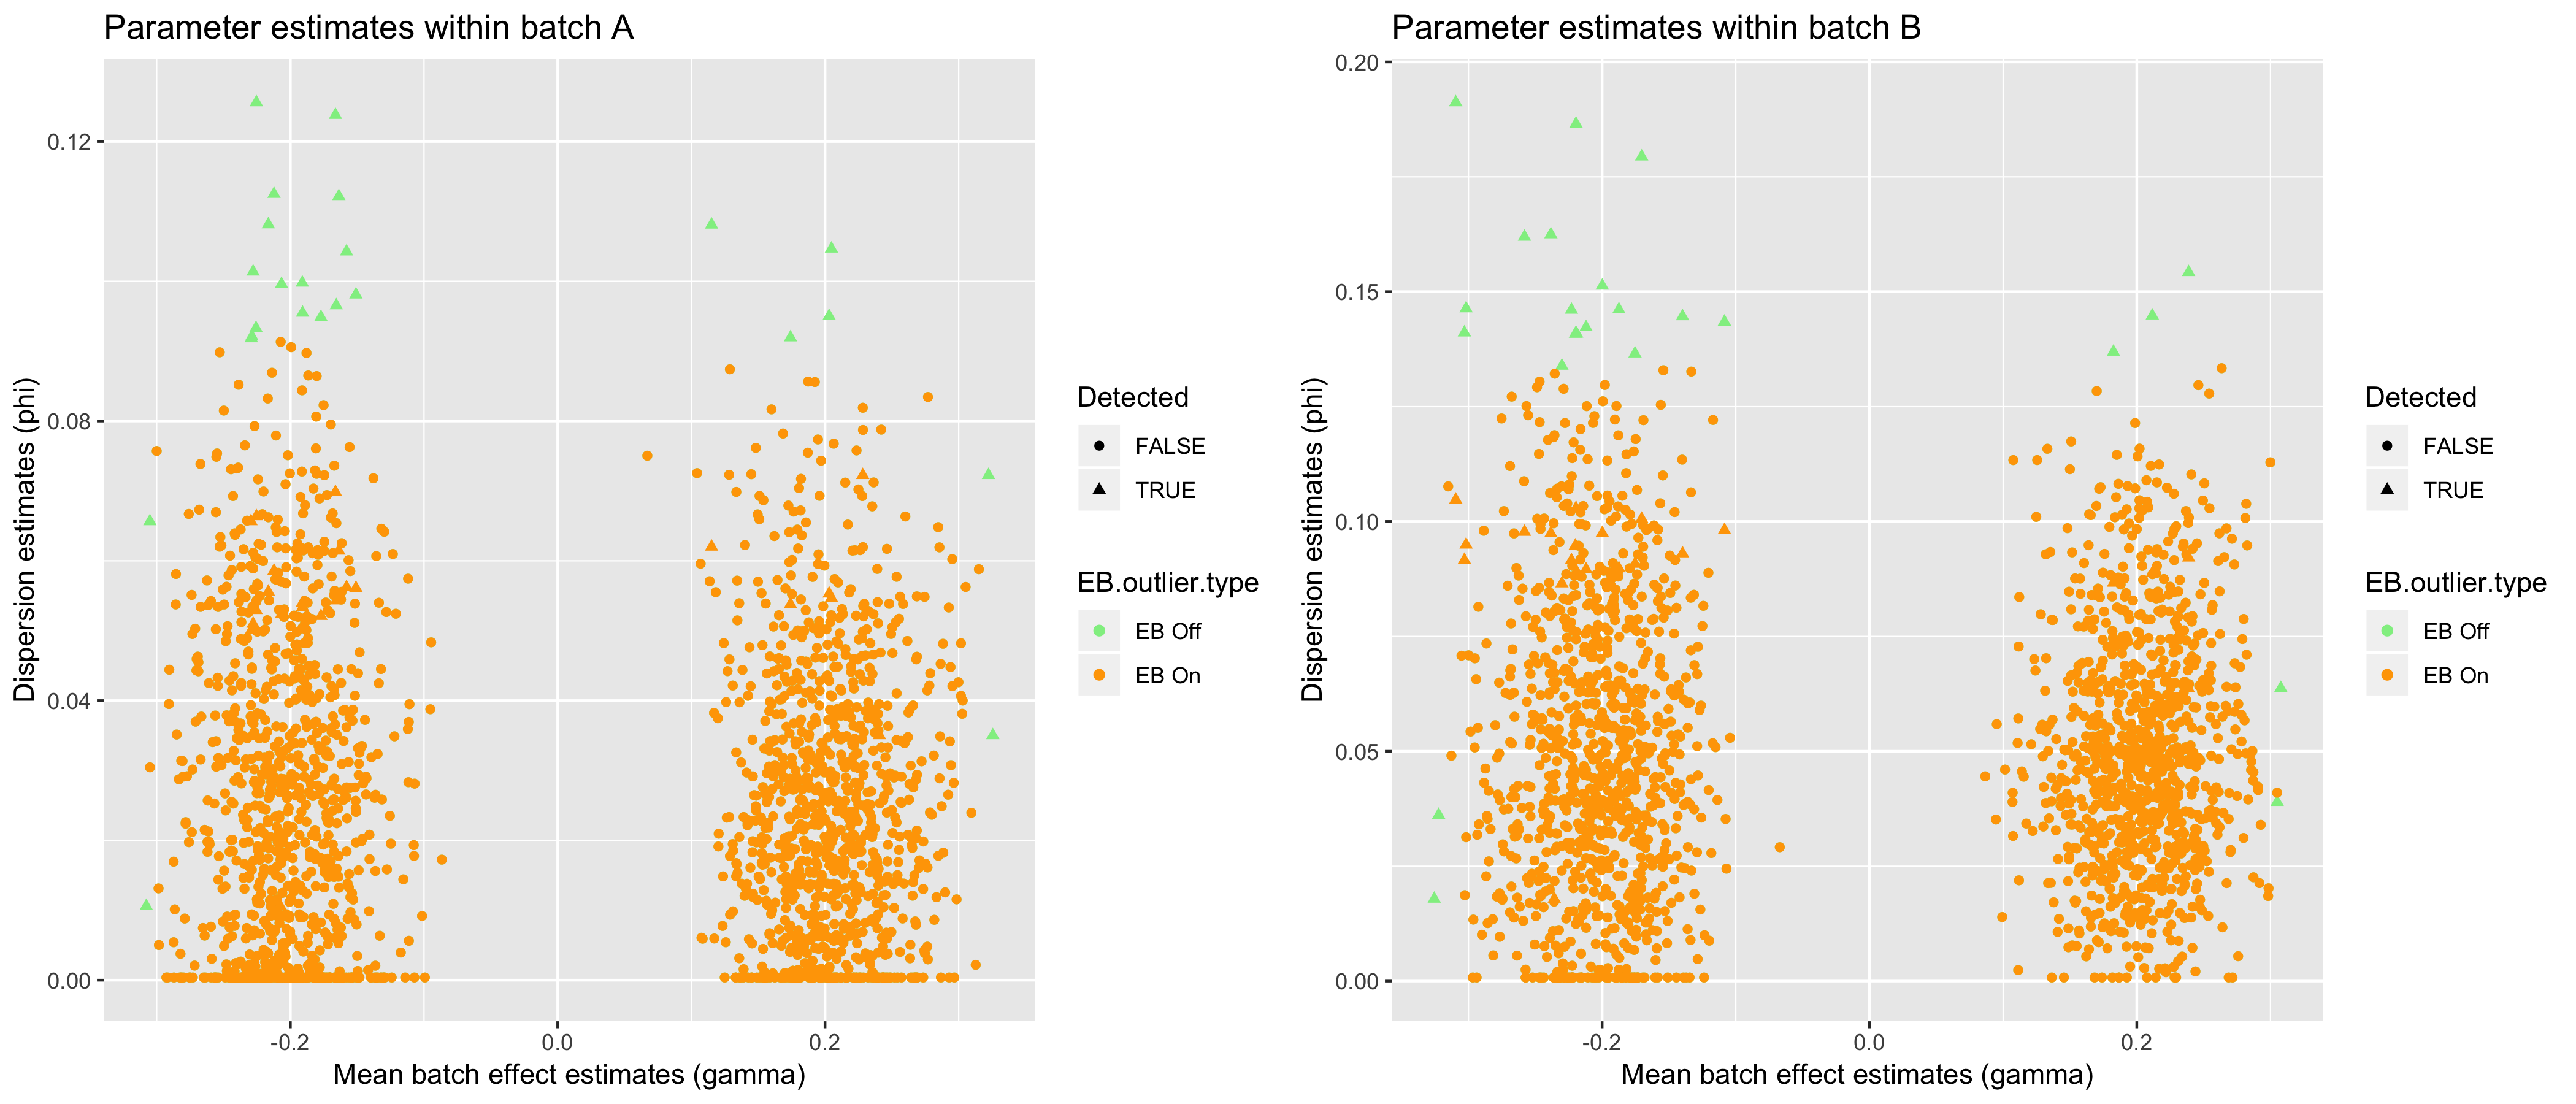 Parameter estimates within batch A
Dispersion estimates (phi)
0.12
0.08
0.04
0.00
-0.2
0.0
0.2
Mean batch effect estimates (gamma)
Detected
FALSE
TRUE
EB.outlier.type
EB Off
EB On
Parameter estimates within batch B
Dispersion estimates (phi)
0.20
0.15
0.10
0.05
0.00
-0.2
0.0
0.2
Mean batch effect estimates (gamma)
Detected
FALSE
TRUE
EB.outlier.type
EB Off
EB On